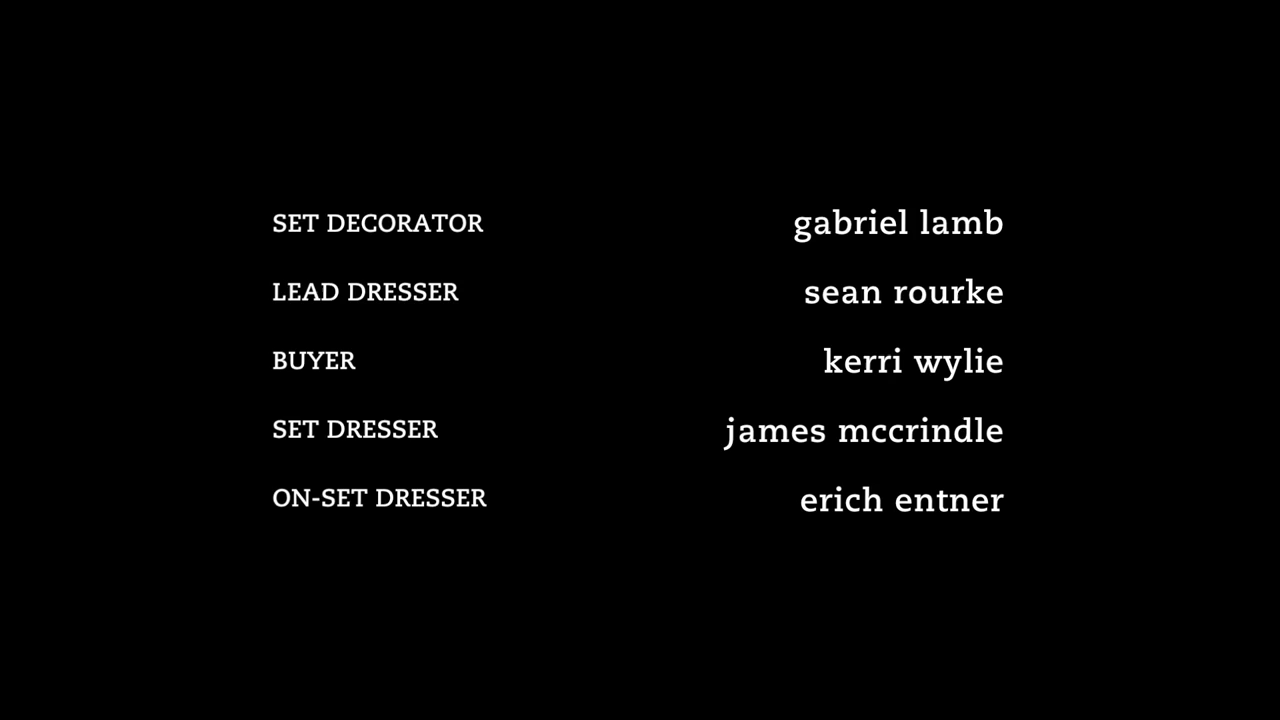 SET DECORATOR gabriel lamb
LEAD DRESSER sean rourke
BUYER kerri wylie
SET DRESSER james mccrindle
ON-SET DRESSER erich entner